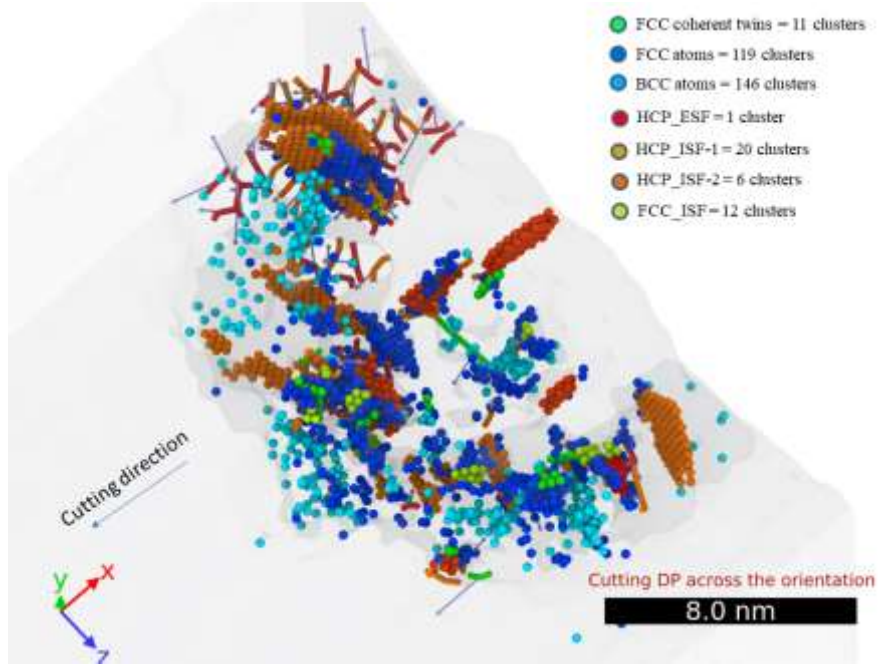 FCC coherent twins = 11 clusters
FCC atoms = 119 clusters
BCC atoms = 146 clusters
HCP_ESF = 1 cluster
HCP_ISF-1 = 20 clusters
HCP_ISF-2 = 6 clusters
FCC_ISF = 12 clusters
Cutting direction
y
x
z
Cutting DP across the orientation
8.0 nm